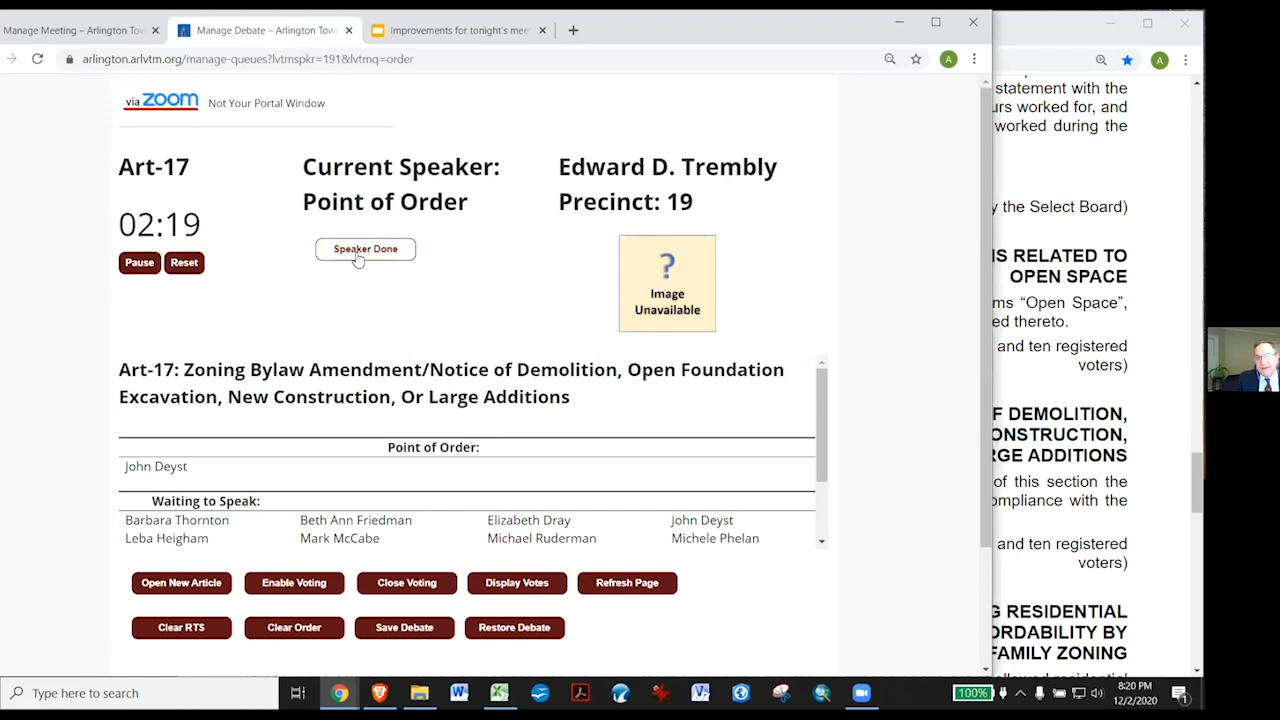 Manage Meeting – Arlington Tow
Manage Debate – Arlington Town
Improvements for tonight's mee
arlington.arlvtm.org/manage-queues?lvtmspkr=191&lvtmq=order
A
A
via zoom Not Your Portal Window
Art-17
Current Speaker:
Edward D. Trembly
Point of Order
Precinct: 19
02:19
Speaker Done
Pause
Reset
?
Image
Unavailable
Art-17: Zoning Bylaw Amendment/Notice of Demolition, Open Foundation
Excavation, New Construction, Or Large Additions
Point of Order:
John Deyst
Waiting to Speak:
Barbara Thornton Beth Ann Friedman Elizabeth Dray John Deyst
Leba Heigham Mark McCabe Michael Ruderman Michele Phelan
Open New Article Enable Voting Close Voting Display Votes Refresh Page
Clear RTS Clear Order Save Debate Restore Debate
statement with the
urs worked for, and
worked during the
y the Select Board)
IS RELATED TO
OPEN SPACE
ms “Open Space”,
ed thereto.
and ten registered
voters)
F DEMOLITION,
ONSTRUCTION,
RGE ADDITIONS
of this section the
ompliance with the
and ten registered
voters)
G RESIDENTIAL
ORDABILITY BY
FAMILY ZONING
Type here to search
100%
8:20 PM
12/2/2020
1